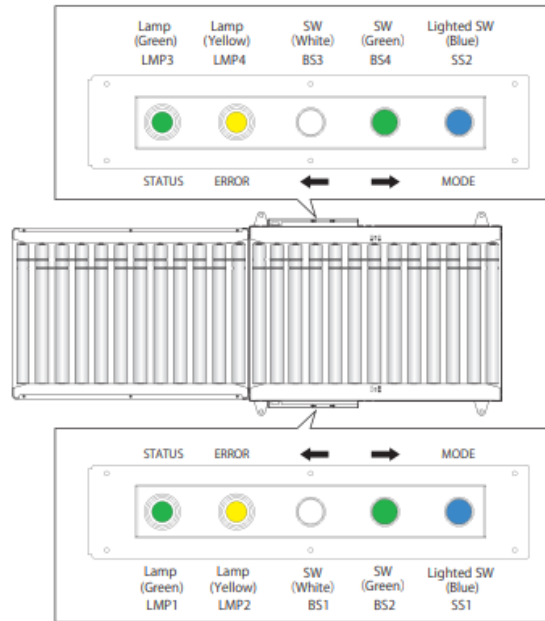 Lamp Lamp SW SW Lighted SW
(Green) (Yellow) (White) (Green) (Blue)
LMP3 LMP4 BS3 BS4 SS2
STATUS ERROR MODE
STATUS ERROR MODE
Lamp Lamp SW SW Lighted SW
(Green) (Yellow) (White) (Green) (Blue)
LMP1 LMP2 BS1 BS2 SS1